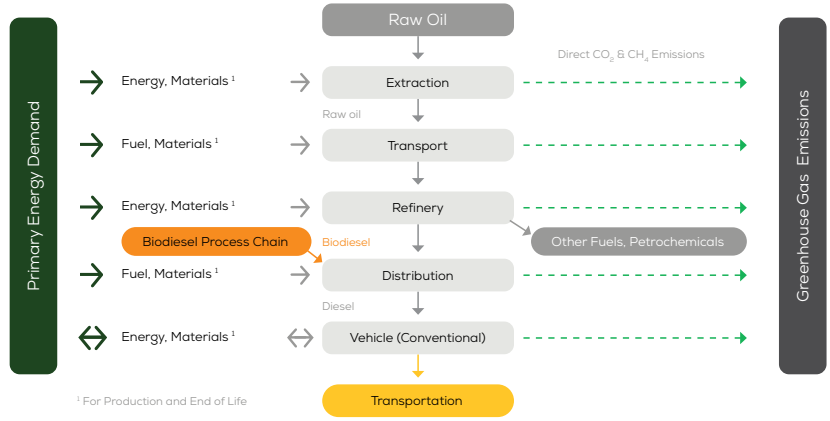 Raw Oil
Primary Energy Demand
Greenhouse Gas Emissions
Direct CO₂ & CH₄ Emissions
Energy, Materials ¹
Extraction
Raw oil
Fuel, Materials ¹
Transport
Energy, Materials ¹
Refinery
Biodiesel Process Chain
Biodiesel
Other Fuels, Petrochemicals
Fuel, Materials ¹
Distribution
Diesel
Energy, Materials ¹
Vehicle (Conventional)
¹ For Production and End of Life
Transportation